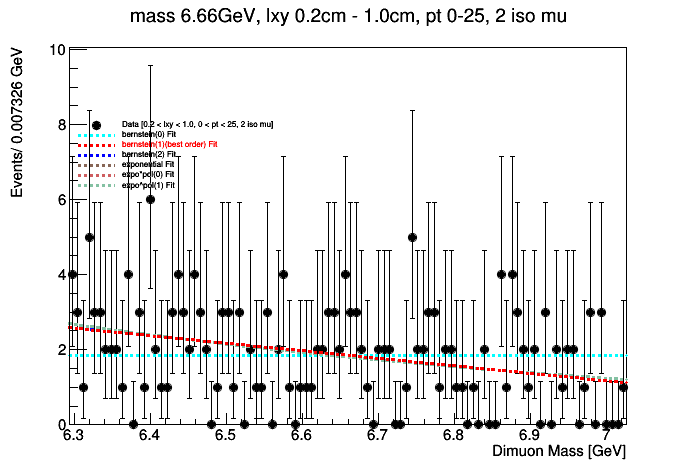 mass 6.66GeV, lxy 0.2cm - 1.0cm, pt 0-25, 2 iso mu
Events/ 0.007326 GeV
10
8
6
4
2
0
Data [0.2 < lxy < 1.0, 0 < pt < 25, 2 iso mu]
bernstein(0) Fit
bernstein(1)(best order) Fit
bernstein(2) Fit
exponential Fit
expo*pol(0) Fit
expo*pol(1) Fit
6.3 6.4 6.5 6.6 6.7 6.8 6.9 7
Dimuon Mass [GeV]